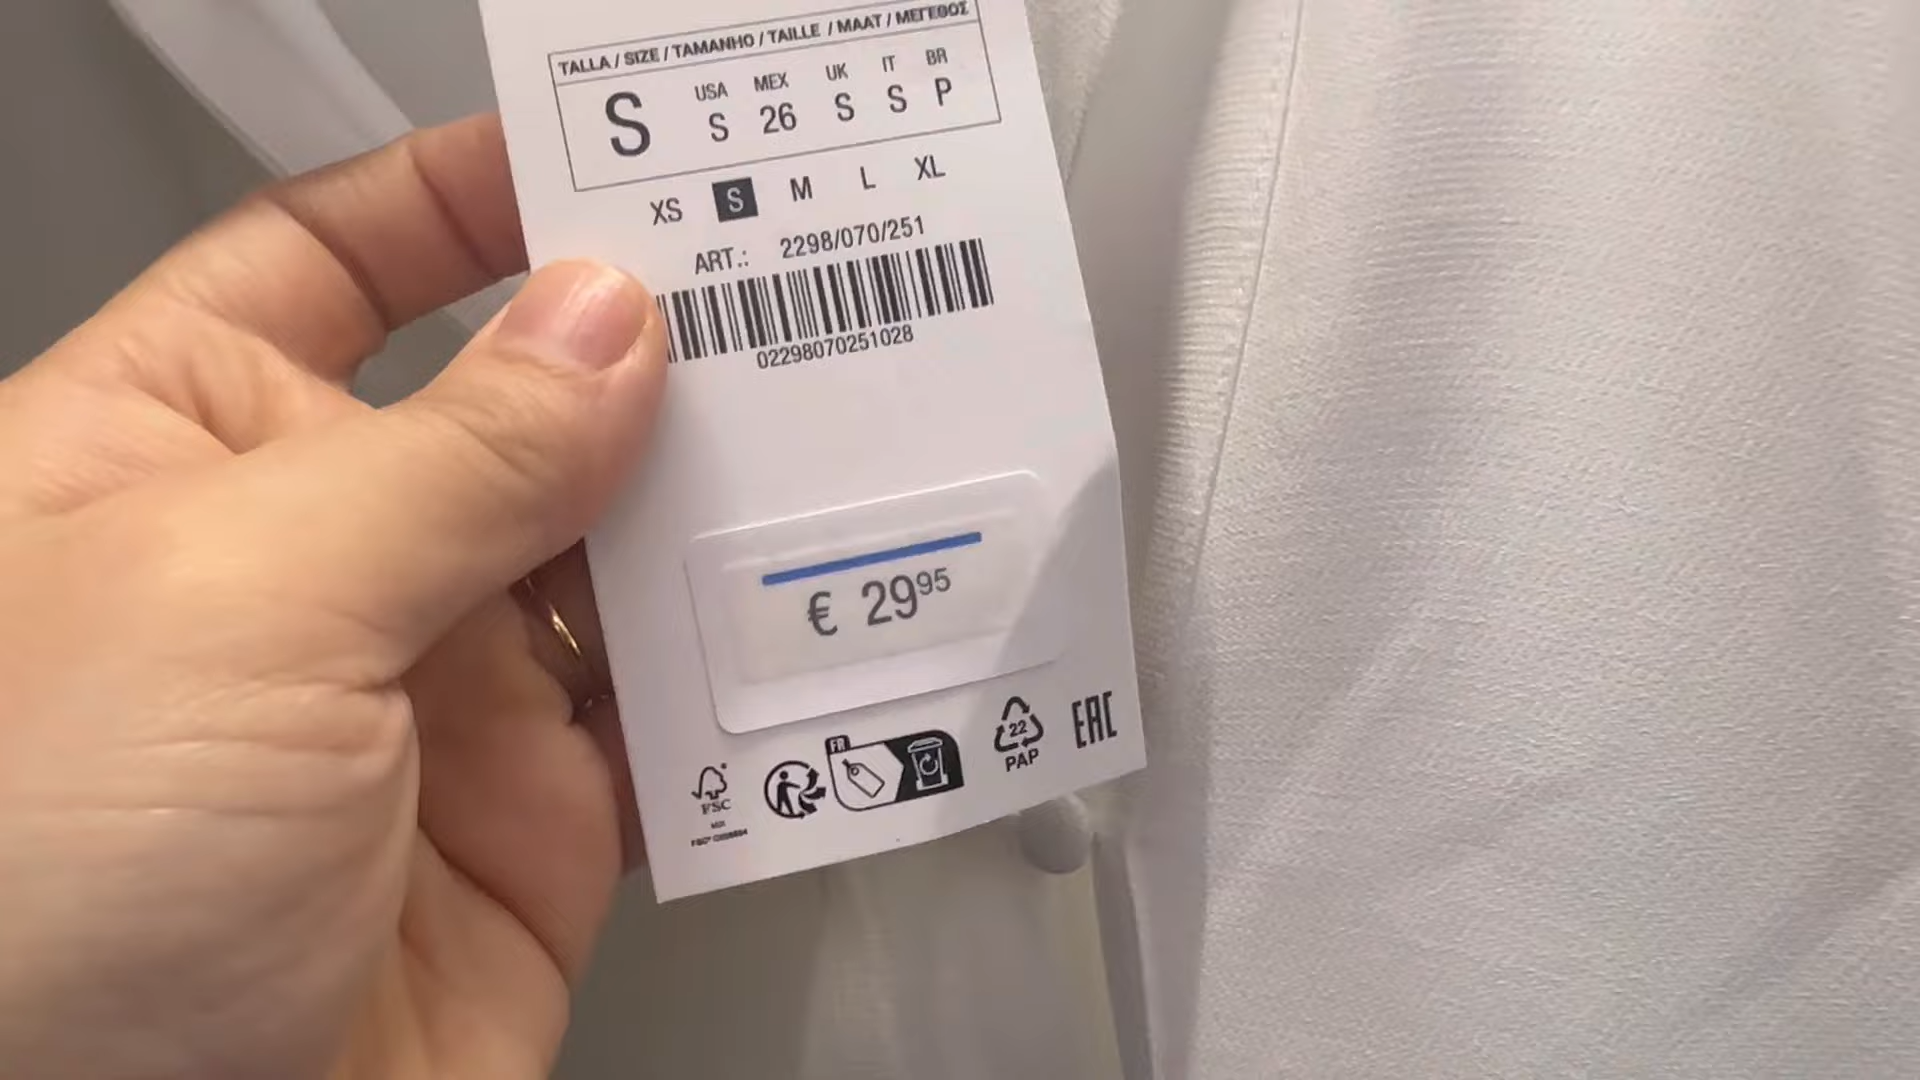 TALLA / SIZE / TAMANHO / TAILLE / MAAT / ΜΕΓΕΘΟΣ
USA MEX UK IT BR
S S 26 S S P
XS S M L XL
ART.: 2298/070/251
02298070251028
€ 29⁹⁵
FR
22
PAP
EAC
FSC